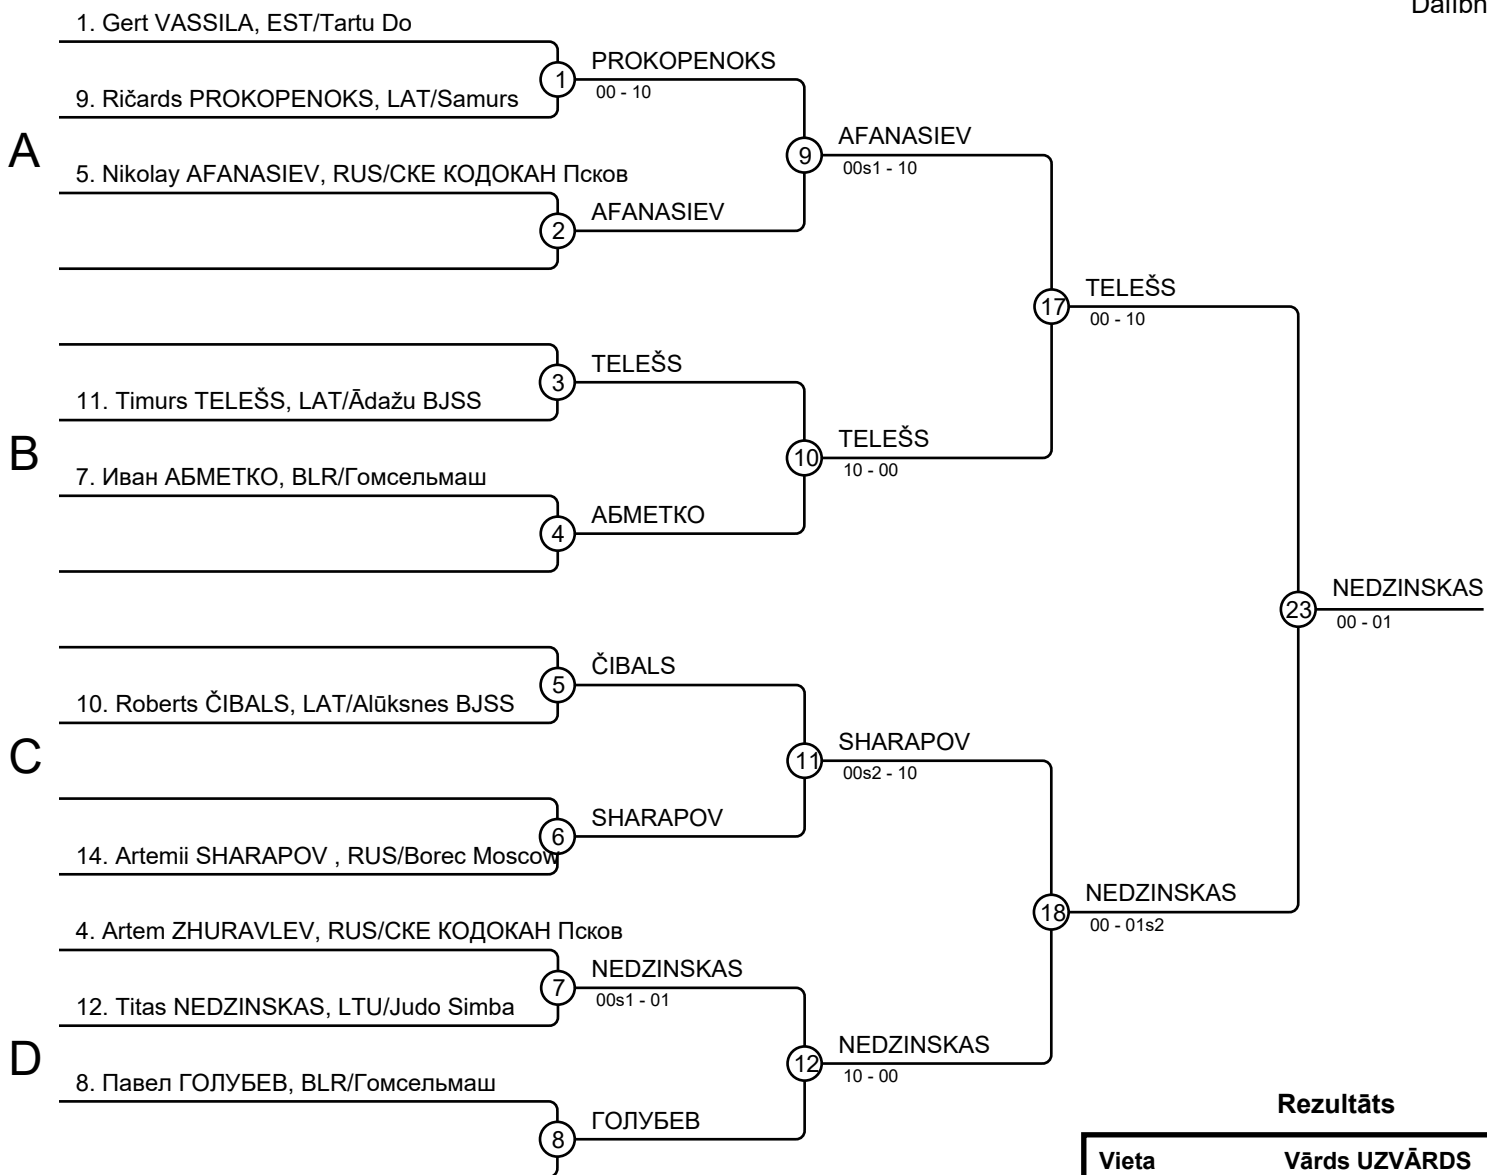 Dalībn
1. Gert VASSILA, EST/Tartu Do
1
PROKOPENOKS
00 - 10
9. Ričards PROKOPENOKS, LAT/Samurs
A
9
AFANASIEV
00s1 - 10
5. Nikolay AFANASIEV, RUS/СКЕ КОДОКАН Псков
2
AFANASIEV
17
TELEŠS
00 - 10
3
TELEŠS
11. Timurs TELEŠS, LAT/Ādažu BJSS
B
10
TELEŠS
10 - 00
7. Иван АБМЕТКО, BLR/Гомсельмаш
4
АБМЕТКО
23
NEDZINSKAS
00 - 01
5
ČIBALS
10. Roberts ČIBALS, LAT/Alūksnes BJSS
C
11
SHARAPOV
00s2 - 10
6
SHARAPOV
14. Artemii SHARAPOV , RUS/Borec Moscow
18
NEDZINSKAS
00 - 01s2
4. Artem ZHURAVLEV, RUS/СКЕ КОДОКАН Псков
7
NEDZINSKAS
00s1 - 01
12. Titas NEDZINSKAS, LTU/Judo Simba
D
12
NEDZINSKAS
10 - 00
8. Павел ГОЛУБЕВ, BLR/Гомсельмаш
8
ГОЛУБЕВ
Rezultāts
Vieta Vārds UZVĀRDS